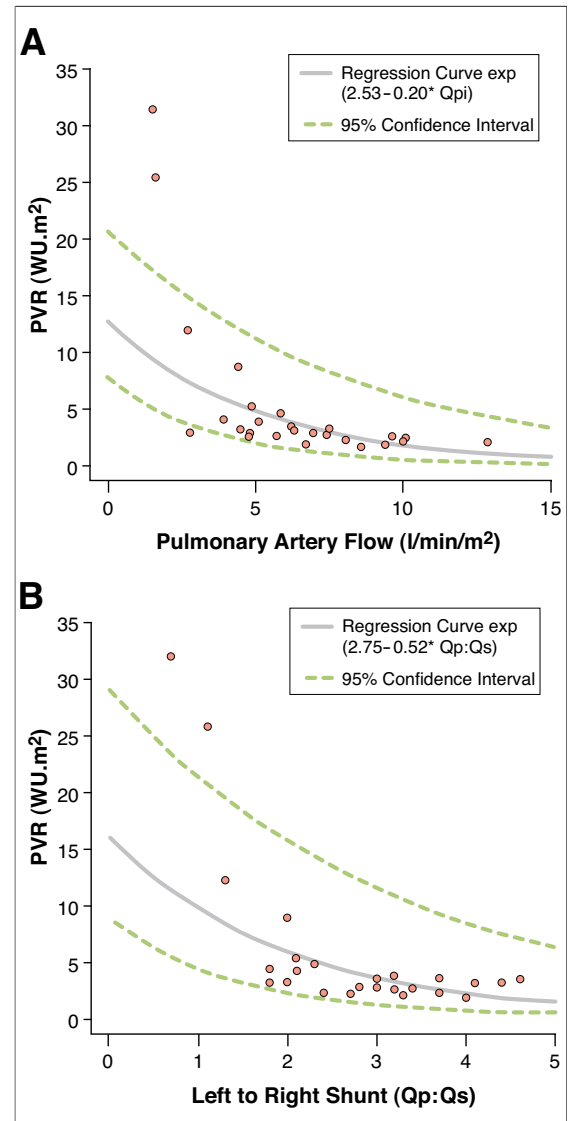 A
35
30
25
20
15
10
5
0
PVR (WU.m²)
Regression Curve exp
(2.53-0.20* Qpi)
95% Confidence Interval
0 5 10 15
Pulmonary Artery Flow (l/min/m²)
B
35
30
25
20
15
10
5
0
PVR (WU.m²)
Regression Curve exp
(2.75-0.52* Qp:Qs)
95% Confidence Interval
0 1 2 3 4 5
Left to Right Shunt (Qp:Qs)